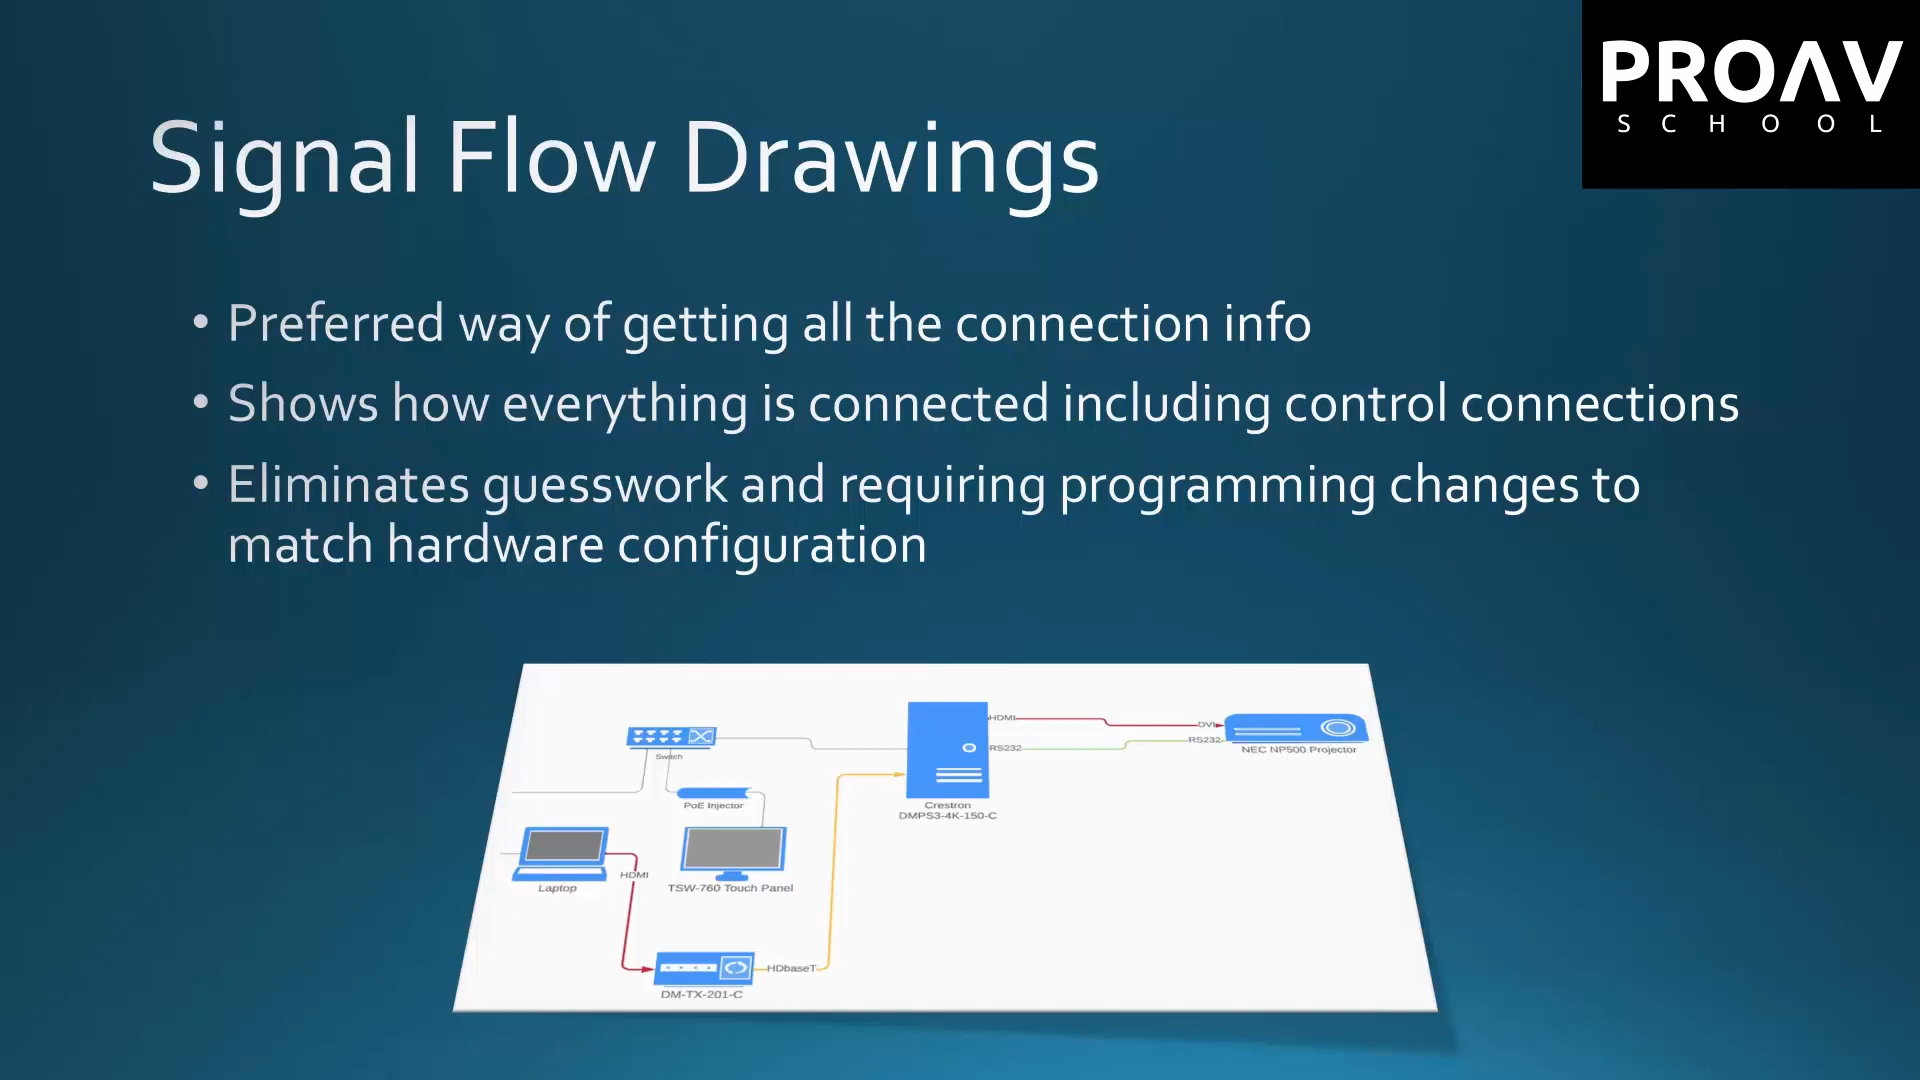 PROAV
SCHOOL
Signal Flow Drawings
• Preferred way of getting all the connection info
• Shows how everything is connected including control connections
• Eliminates guesswork and requiring programming changes to
match hardware configuration
HDMI
DVI
RS232
RS232
NEC NP500 Projector
Switch
PoE Injector
Crestron
DMPS3-4K-150-C
HDMI
Laptop
TSW-760 Touch Panel
HDbaseT
DM-TX-201-C